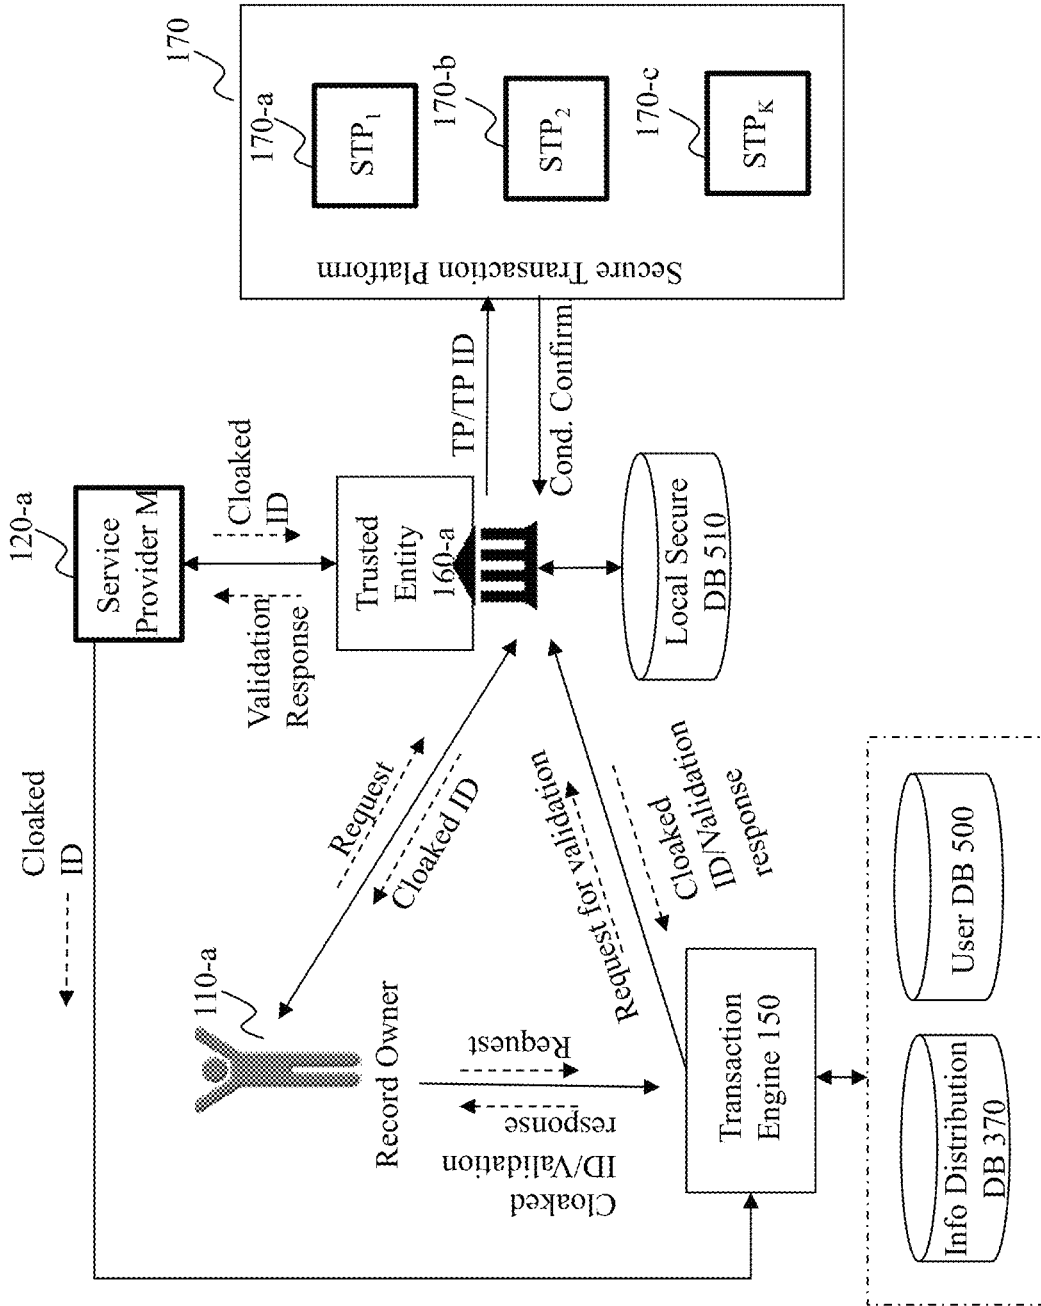 170
170-a
STP1
170-b
STP2
170-c
STPK
Secure Transaction Platform
TP/TP ID
Cond. Confirm.
120-a
Service
Provider M
Cloaked
ID
Validation
Response
Trusted
Entity
160-a
Local Secure
DB 510
Cloaked
ID
Request
Cloaked ID
Request for validation
Cloaked
ID/Validation
response
110-a
Record Owner
Request
Cloaked
ID/Validation
response
Transaction
Engine 150
User DB 500
Info Distribution
DB 370